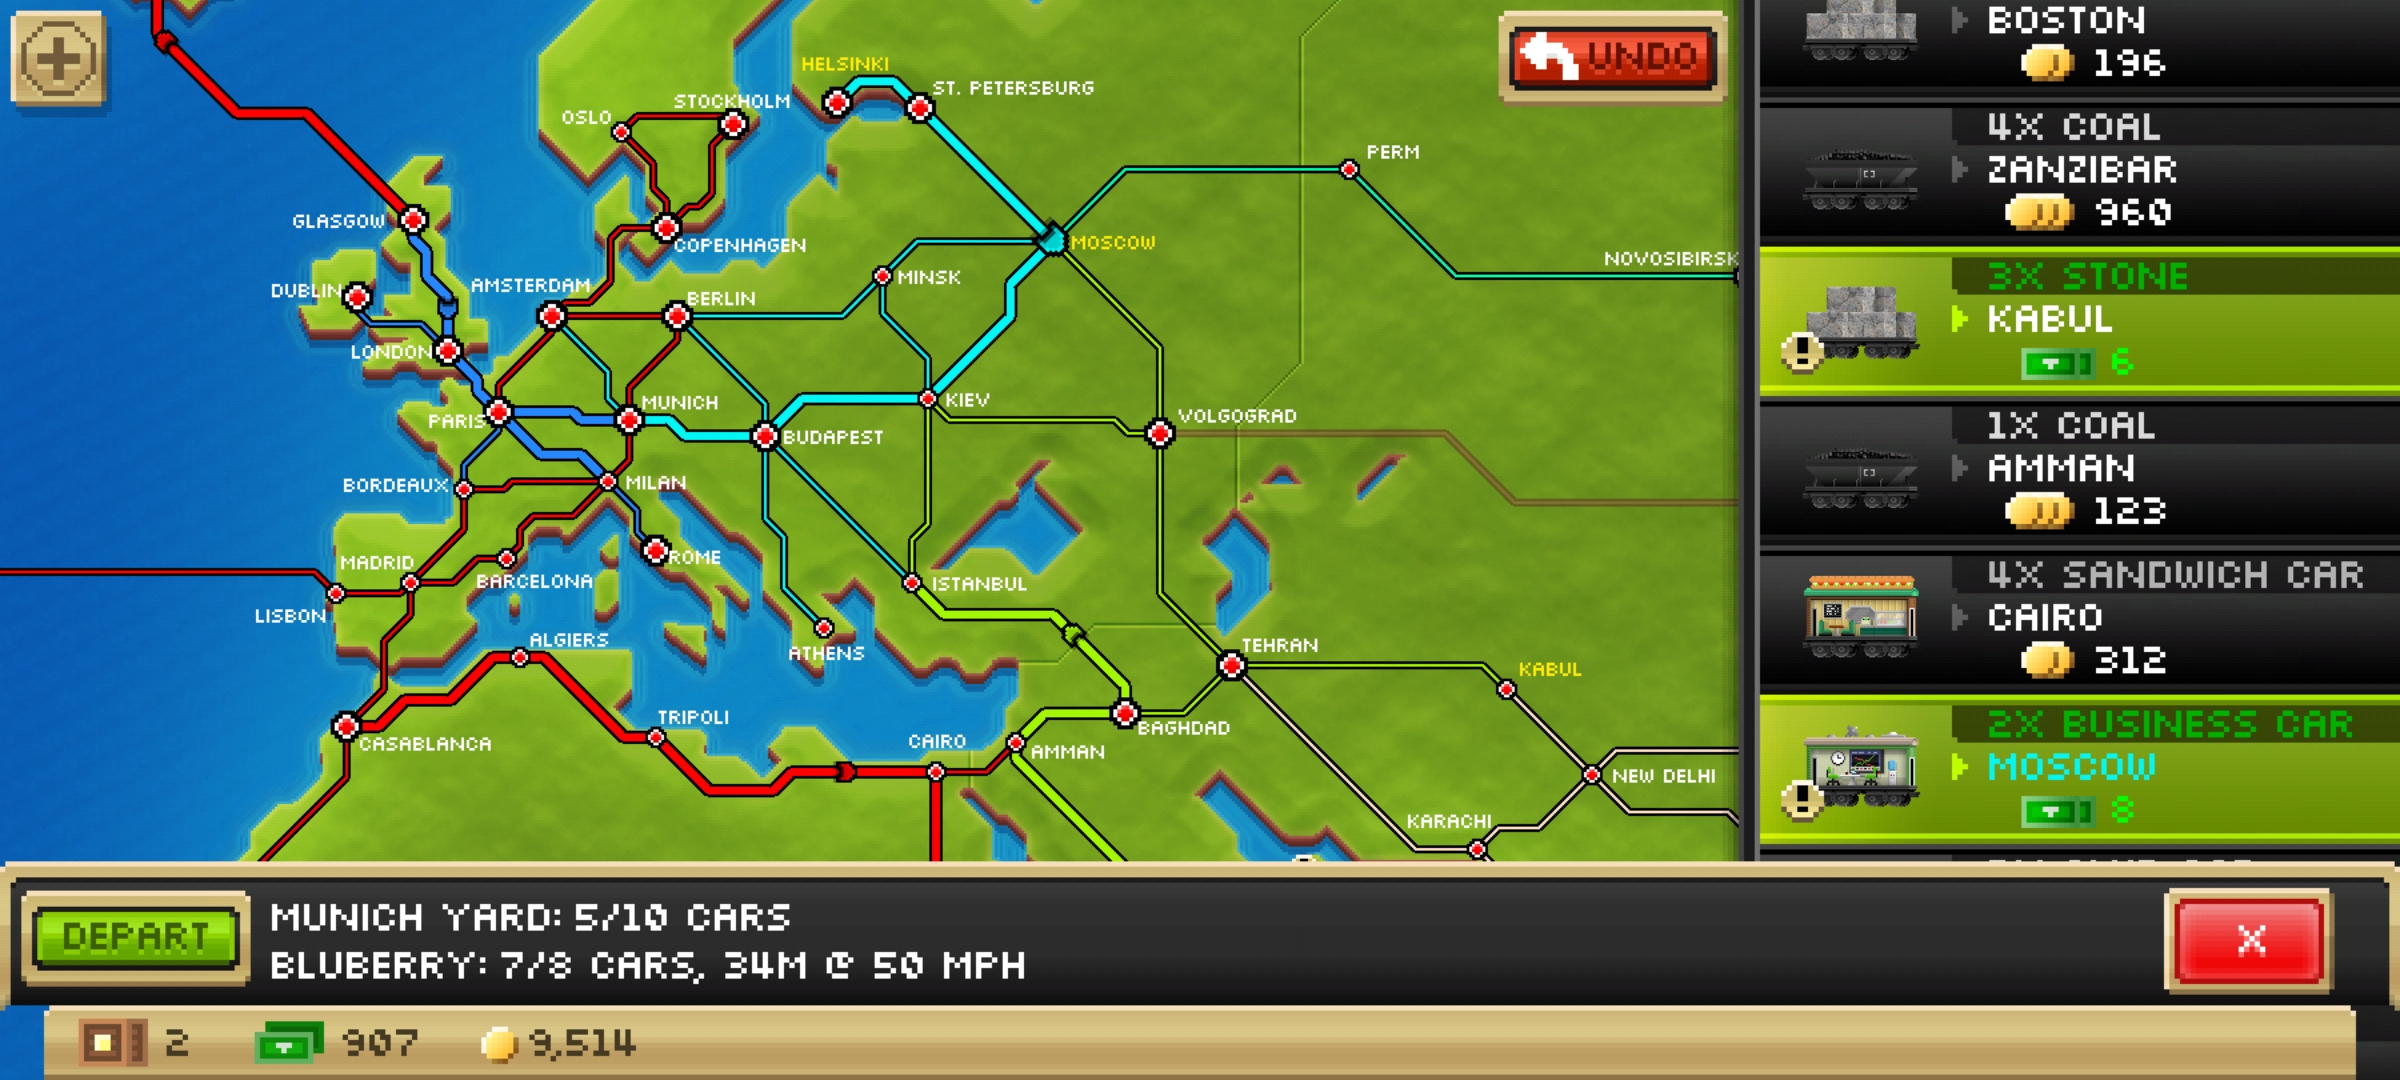 HELSINKI
ST. PETERSBURG
UNDO
STOCKHOLM
OSLO
PERM
GLASGOW
COPENHAGEN
MOSCOW
NOVOSIBIRSK
MINSK
DUBLIN
AMSTERDAM
BERLIN
LONDON
MUNICH
KIEV
PARIS
BUDAPEST
VOLGOGRAD
BORDEAUX
MILAN
MADRID
ROME
BARCELONA
ISTANBUL
LISBON
ALGIERS
ATHENS
TEHRAN
KABUL
TRIPOLI
CASABLANCA
CAIRO
AMMAN
BAGHDAD
NEW DELHI
KARACHI
BOSTON
196
4X COAL
ZANZIBAR
960
3X STONE
KABUL
6
1X COAL
AMMAN
123
4X SANDWICH CAR
CAIRO
312
2X BUSINESS CAR
MOSCOW
8
DEPART
MUNICH YARD: 5/10 CARS
BLUBERRY: 7/8 CARS, 34M @ 50 MPH
X
2
907
9,514